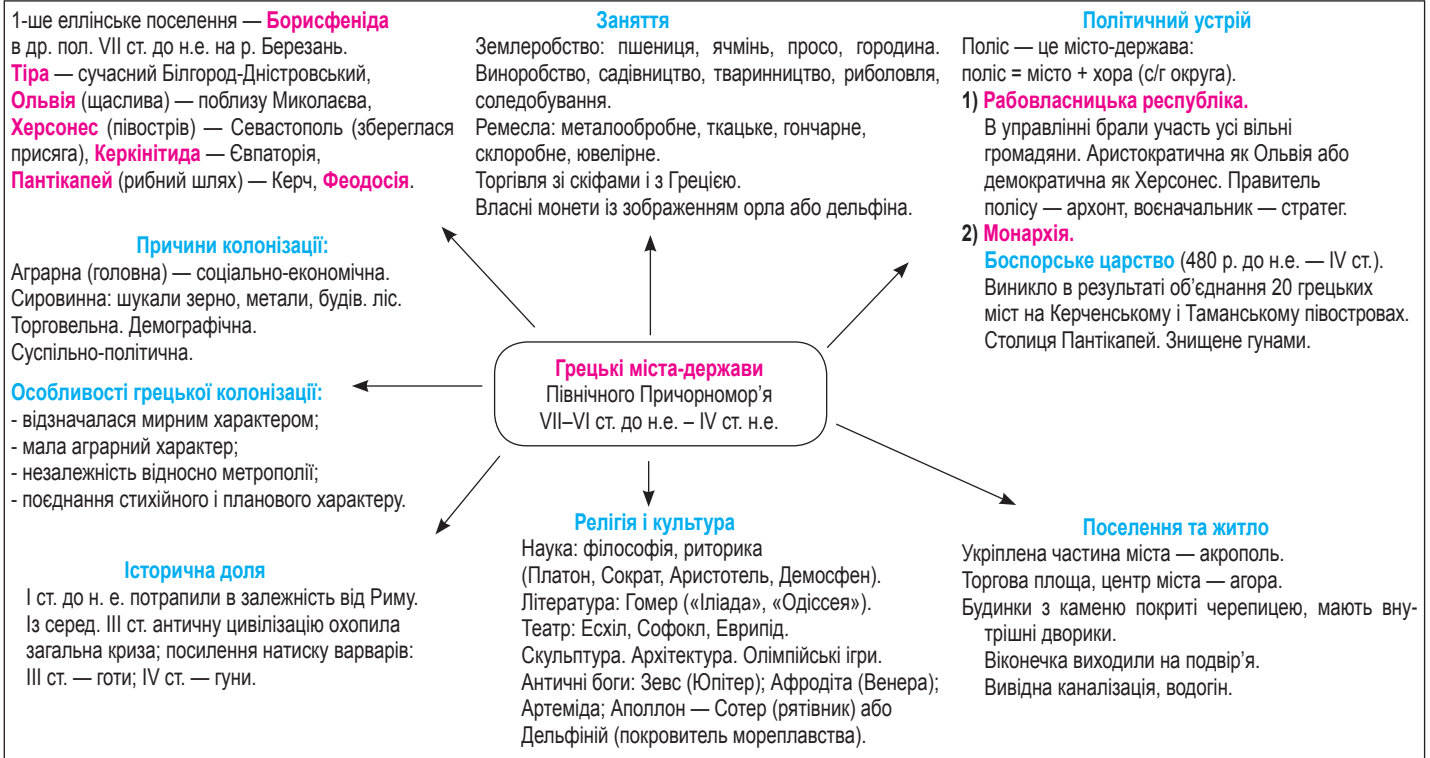 1-ше еллінське поселення — Борисфеніда
в др. пол. VII ст. до н.е. на р. Березань.
Тіра — сучасний Білгород-Дністровський,
Ольвія (щаслива) — поблизу Миколаєва,
Херсонес (півострів) — Севастополь (збереглася
присяга), Керкінітида — Євпаторія,
Пантікапей (рибний шлях) — Керч, Феодосія.
Заняття
Землеробство: пшениця, ячмінь, просо, городина.
Виноробство, садівництво, тваринництво, риболовля,
соледобування.
Ремесла: металообробне, ткацьке, гончарне,
склоробне, ювелірне.
Торгівля зі скіфами і з Грецією.
Власні монети із зображенням орла або дельфіна.
Політичний устрій
Поліс — це місто-держава:
поліс = місто + хора (с/г округа).
1) Рабовласницька республіка.
В управлінні брали участь усі вільні
громадяни. Аристократична як Ольвія або
демократична як Херсонес. Правитель
полісу — архонт, воєначальник — стратег.
2) Монархія.
Боспорське царство (480 р. до н.е. — IV ст.).
Виникло в результаті об’єднання 20 грецьких
міст на Керченському і Таманському півостровах.
Столиця Пантікапей. Знищене гунами.
Причини колонізації:
Аграрна (головна) — соціально-економічна.
Сировинна: шукали зерно, метали, будів. ліс.
Торговельна. Демографічна.
Суспільно-політична.
Особливості грецької колонізації:
- відзначалася мирним характером;
- мала аграрний характер;
- незалежність відносно метрополії;
- поєднання стихійного і планового характеру.
Грецькі міста-держави
Північного Причорномор’я
VII–VI ст. до н.е. – IV ст. н.е.
Історична доля
I ст. до н. е. потрапили в залежність від Риму.
Із серед. III ст. античну цивілізацію охопила
загальна криза; посилення натиску варварів:
III ст. — готи; IV ст. — гуни.
Релігія і культура
Наука: філософія, риторика
(Платон, Сократ, Аристотель, Демосфен).
Література: Гомер («Іліада», «Одіссея»).
Театр: Есхіл, Софокл, Еврипід.
Скульптура. Архітектура. Олімпійські ігри.
Античні боги: Зевс (Юпітер); Афродіта (Венера);
Артеміда; Аполлон — Сотер (рятівник) або
Дельфіній (покровитель мореплавства).
Поселення та житло
Укріплена частина міста — акрополь.
Торгова площа, центр міста — агора.
Будинки з каменю покриті черепицею, мають вну-
трішні дворики.
Віконечка виходили на подвір’я.
Вивідна каналізація, водогін.